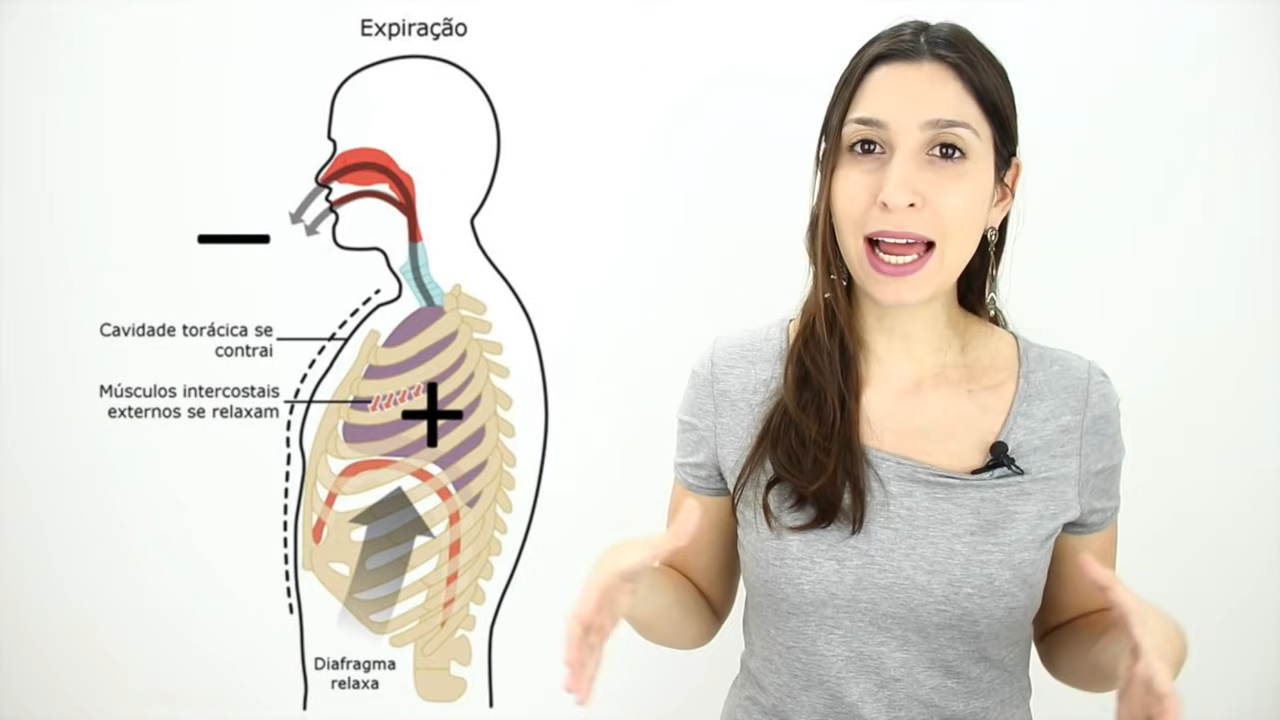 Expiração
Cavidade torácica se
contrai
Músculos intercostais
externos se relaxam
Diafragma
relaxa